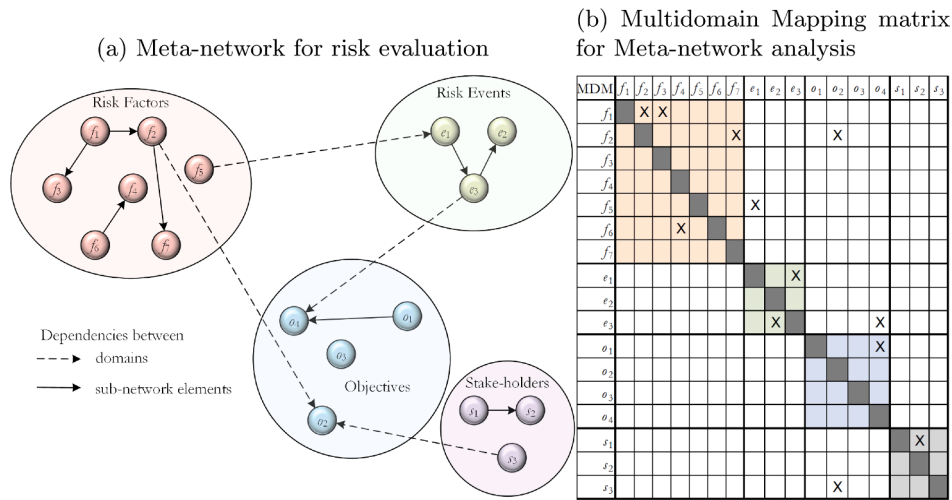 (a) Meta-network for risk evaluation
Risk Factors
f1
f2
f3
f4
f5
f6
f7
Risk Events
e1
e2
e3
o4
o1
o3
Objectives
o2
Stake-holders
s1
s2
s3
Dependencies between
domains
sub-network elements
(b) Multidomain Mapping matrix
for Meta-network analysis
MDM f1 f2 f3 f4 f5 f6 f7 e1 e2 e3 o1 o2 o3 o4 s1 s2 s3
f1 X X
f2 X X
f3
f4
f5 X
f6 X
f7
e1 X
e2
e3 X X
o1 X
o2
o3
o4
s1 X
s2
s3 X